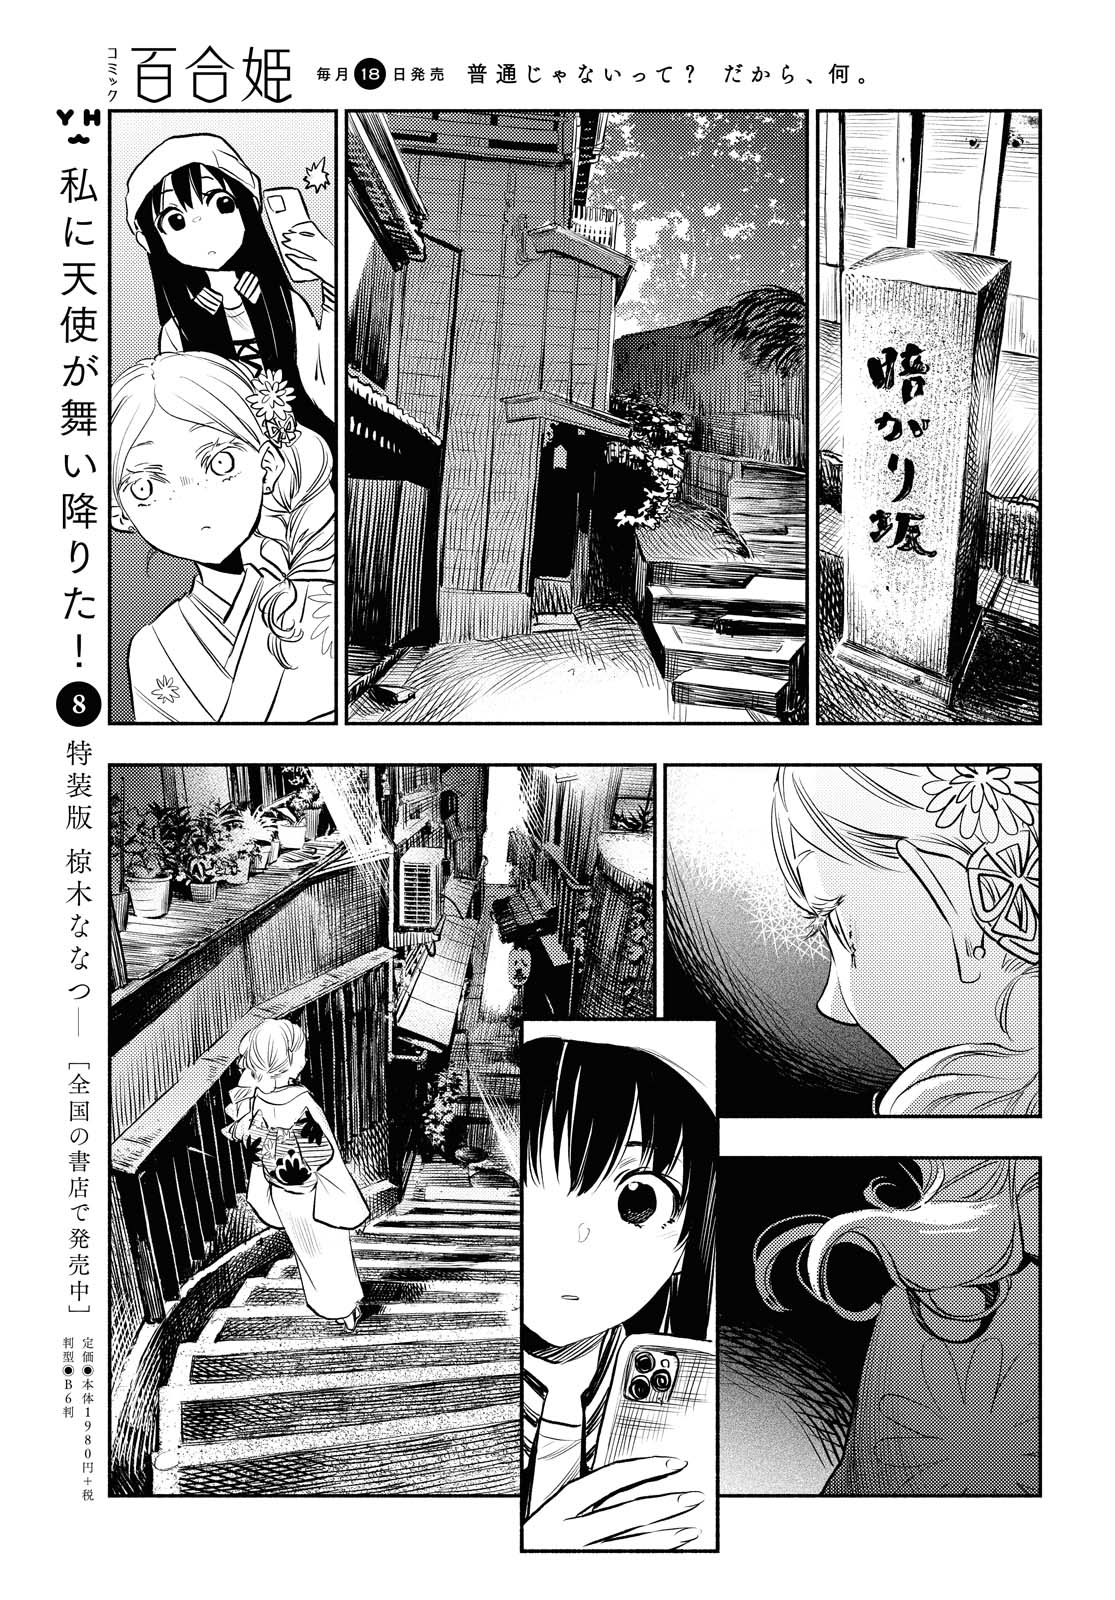 コミック
百合姫
毎月18日発売
普通じゃないって？ だから、何。
YH
私に天使が舞い降りた！
8
特装版
椋木ななつ
［全国の書店で発売中］
定価◉本体1980円+税
判型◉B6判
暗がり坂